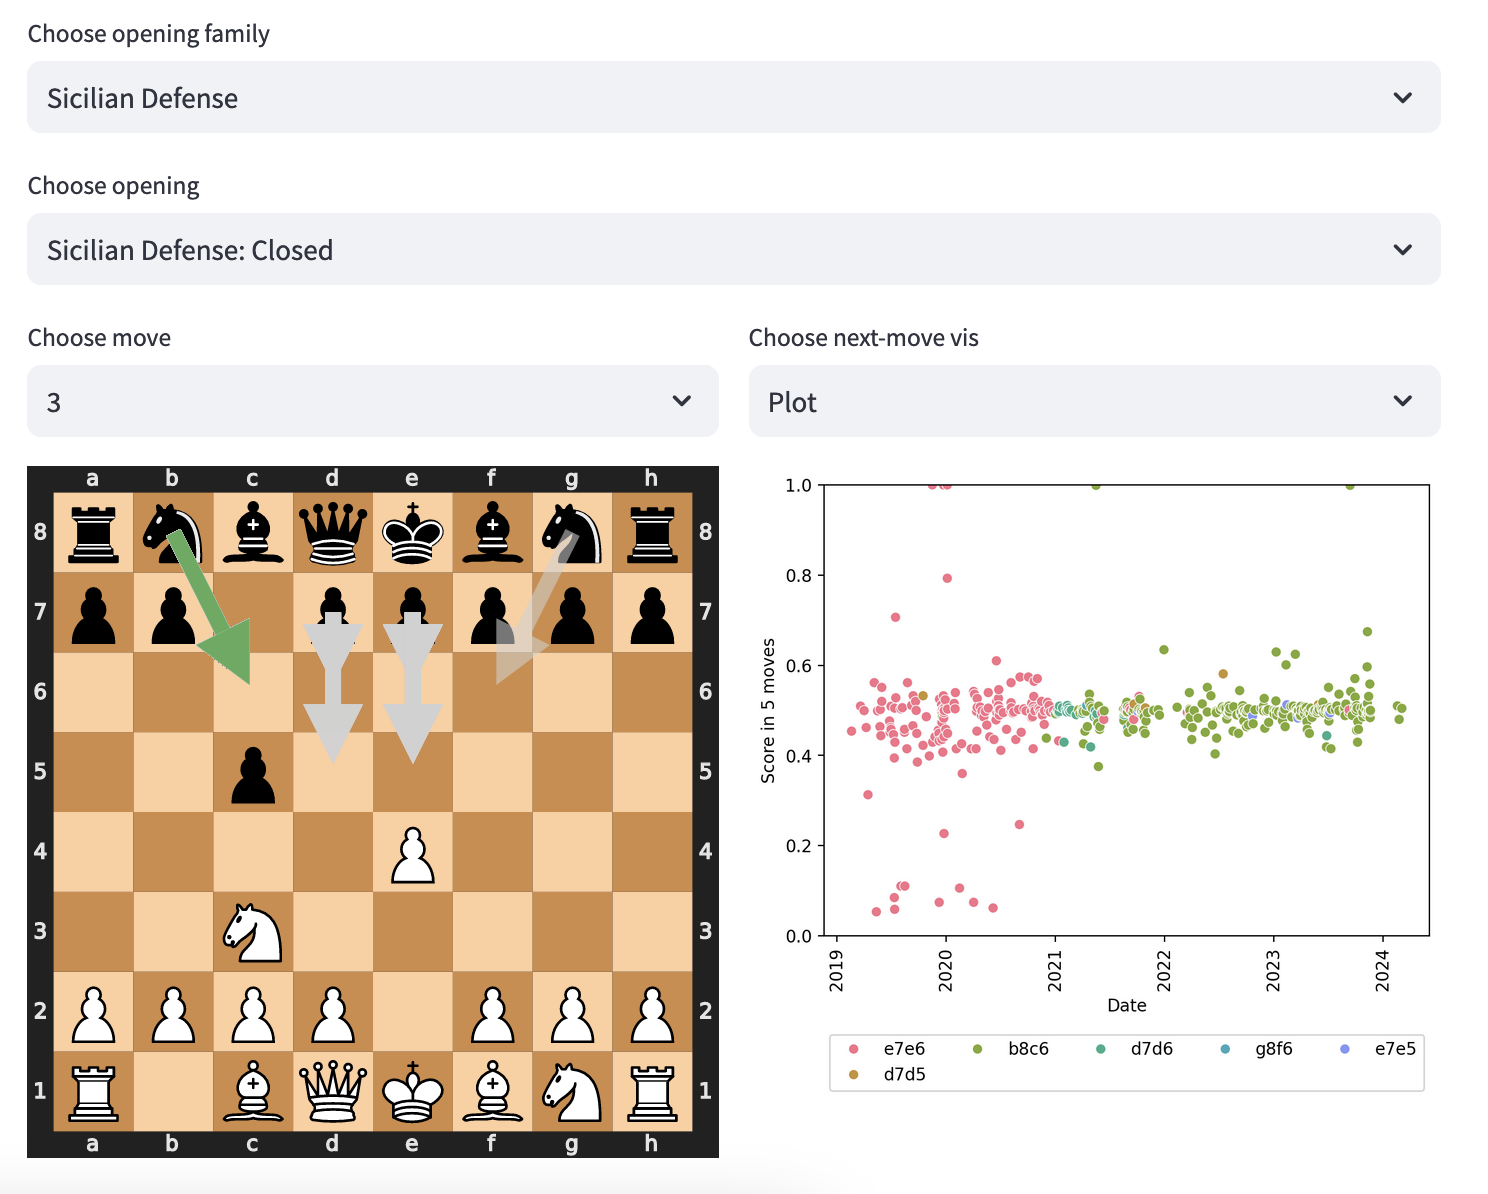 Choose opening family
Sicilian Defense
Choose opening
Sicilian Defense: Closed
Choose move
Choose next-move vis
3
Plot
a b c d e f g h
8 8
7 7
6 6
5 5
4 4
3 3
2 2
1 1
a b c d e f g h
1.0
0.8
0.6
0.4
0.2
0.0
Score in 5 moves
2019 2020 2021 2022 2023 2024
Date
e7e6 b8c6 d7d6 g8f6 e7e5
d7d5